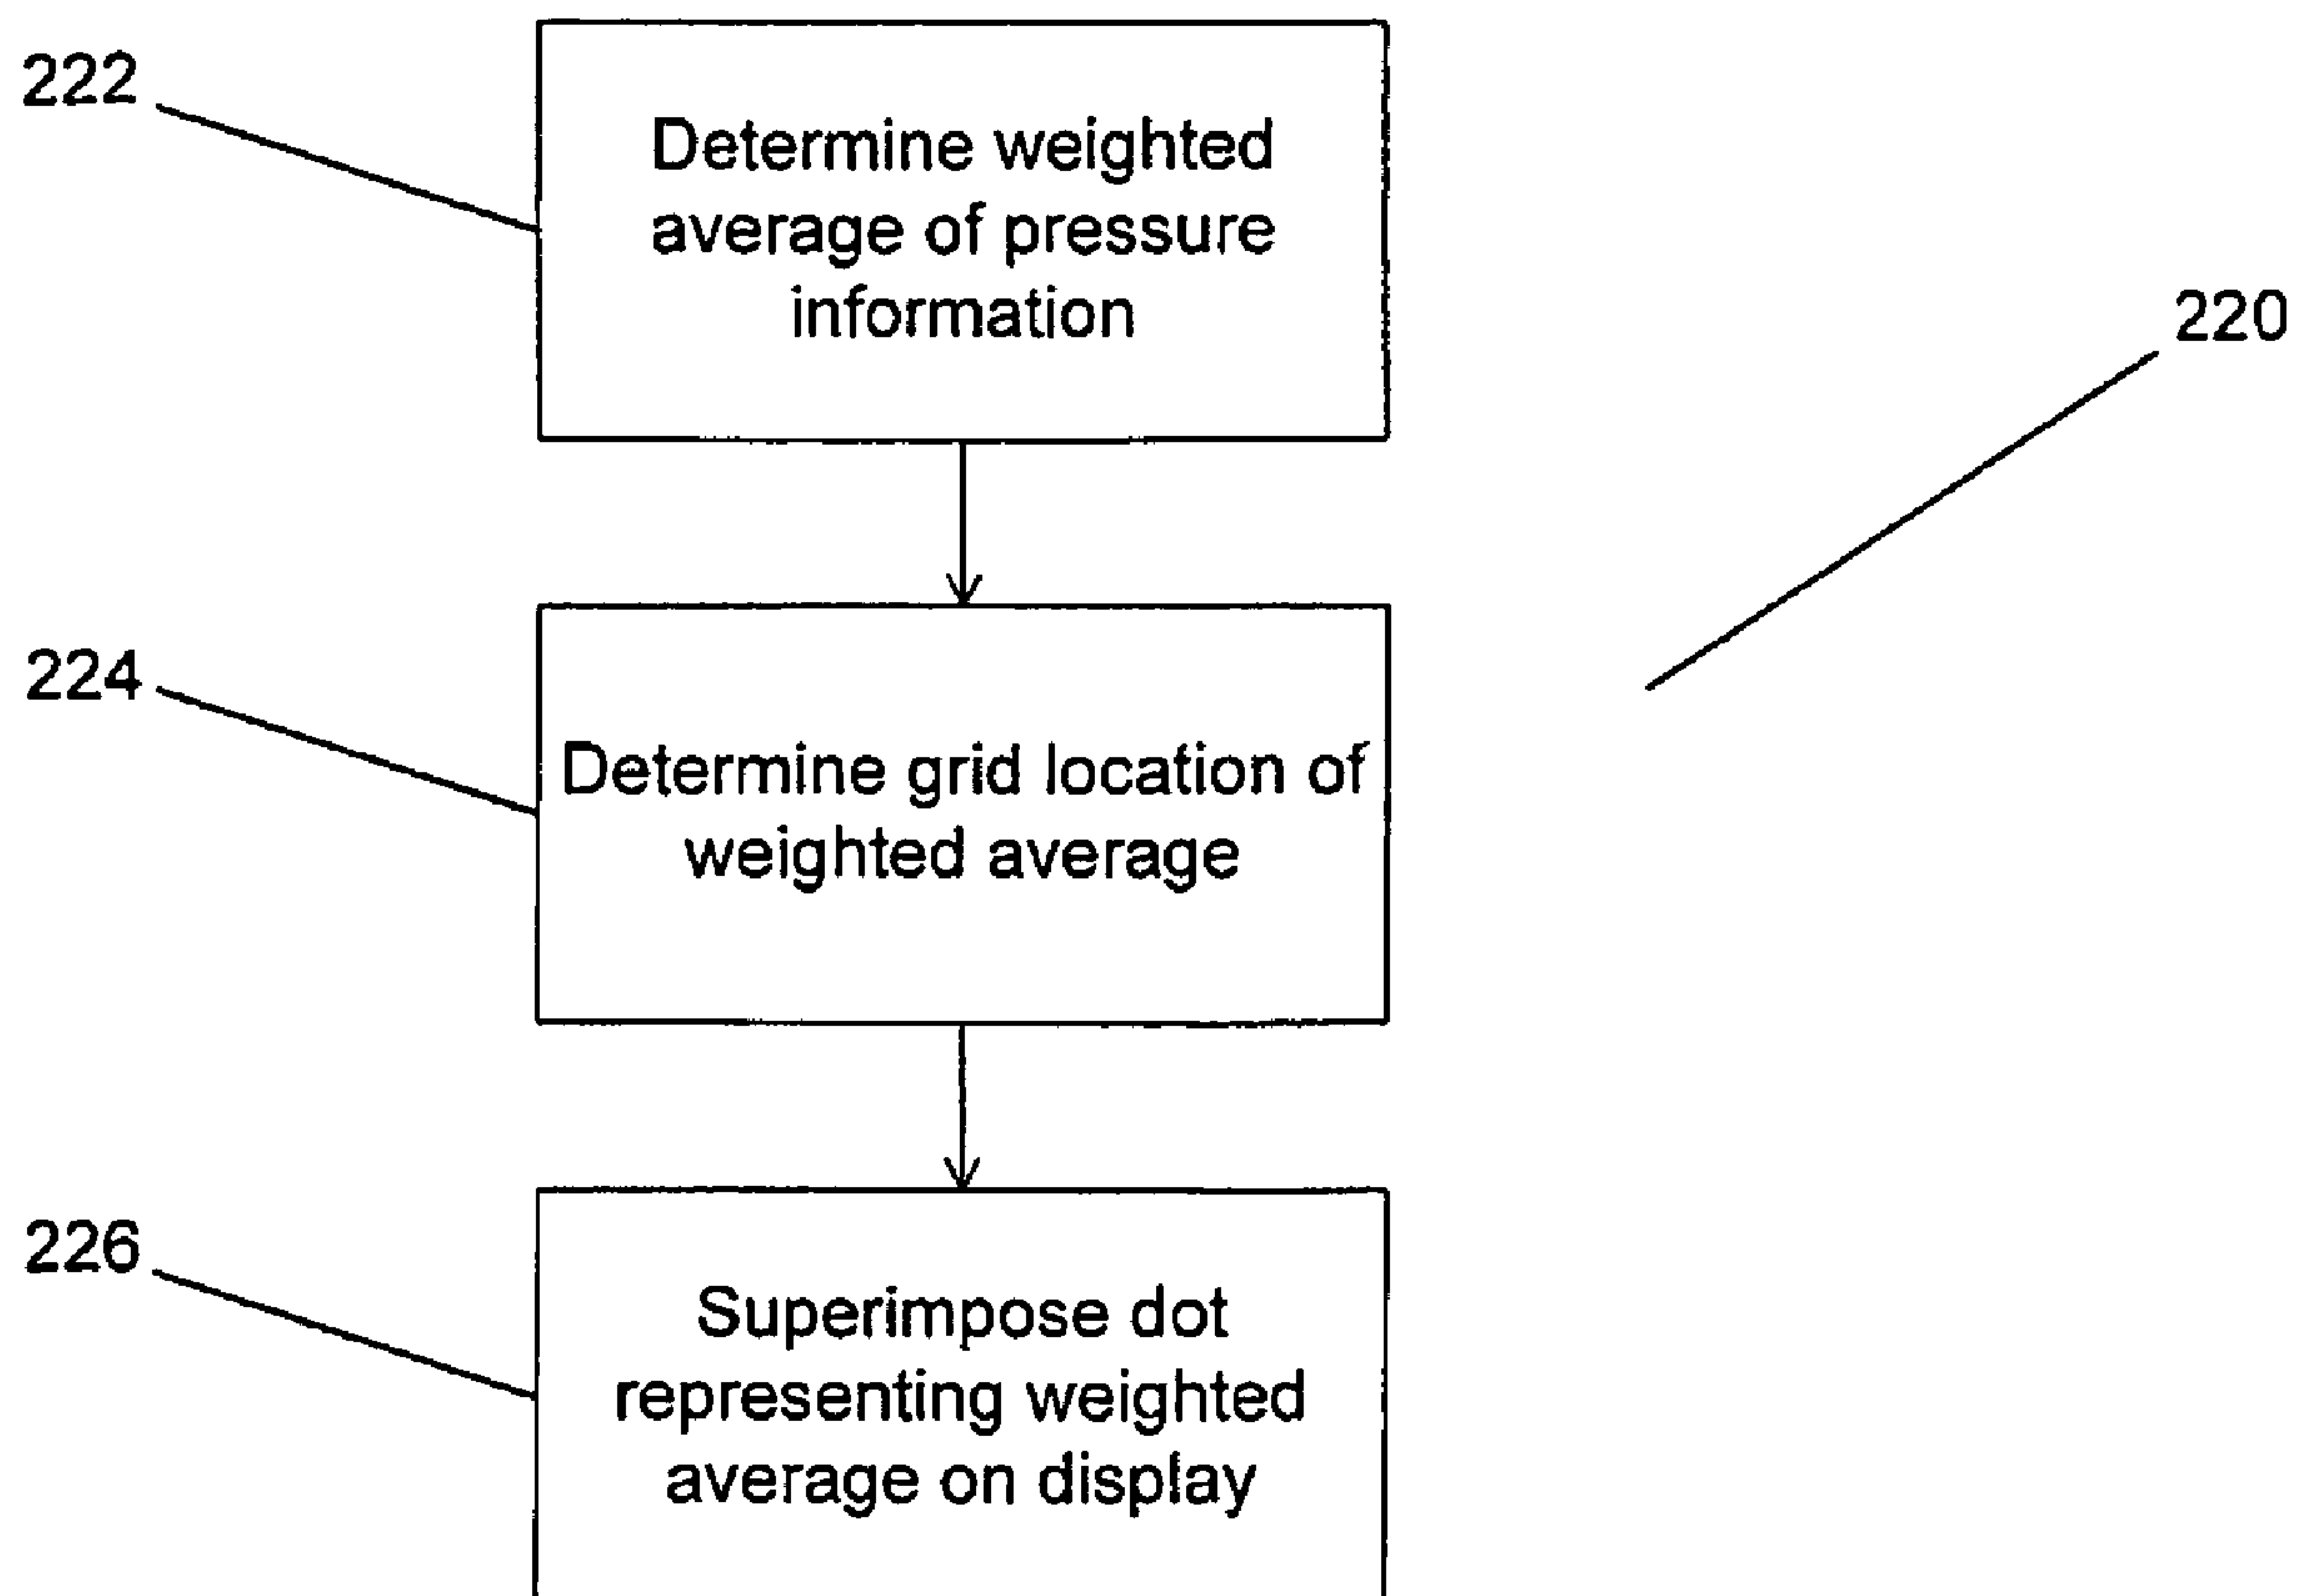 222
Determine weighted
average of pressure
information
220
224
Determine grid location of
weighted average
226
Superimpose dot
representing weighted
average on display